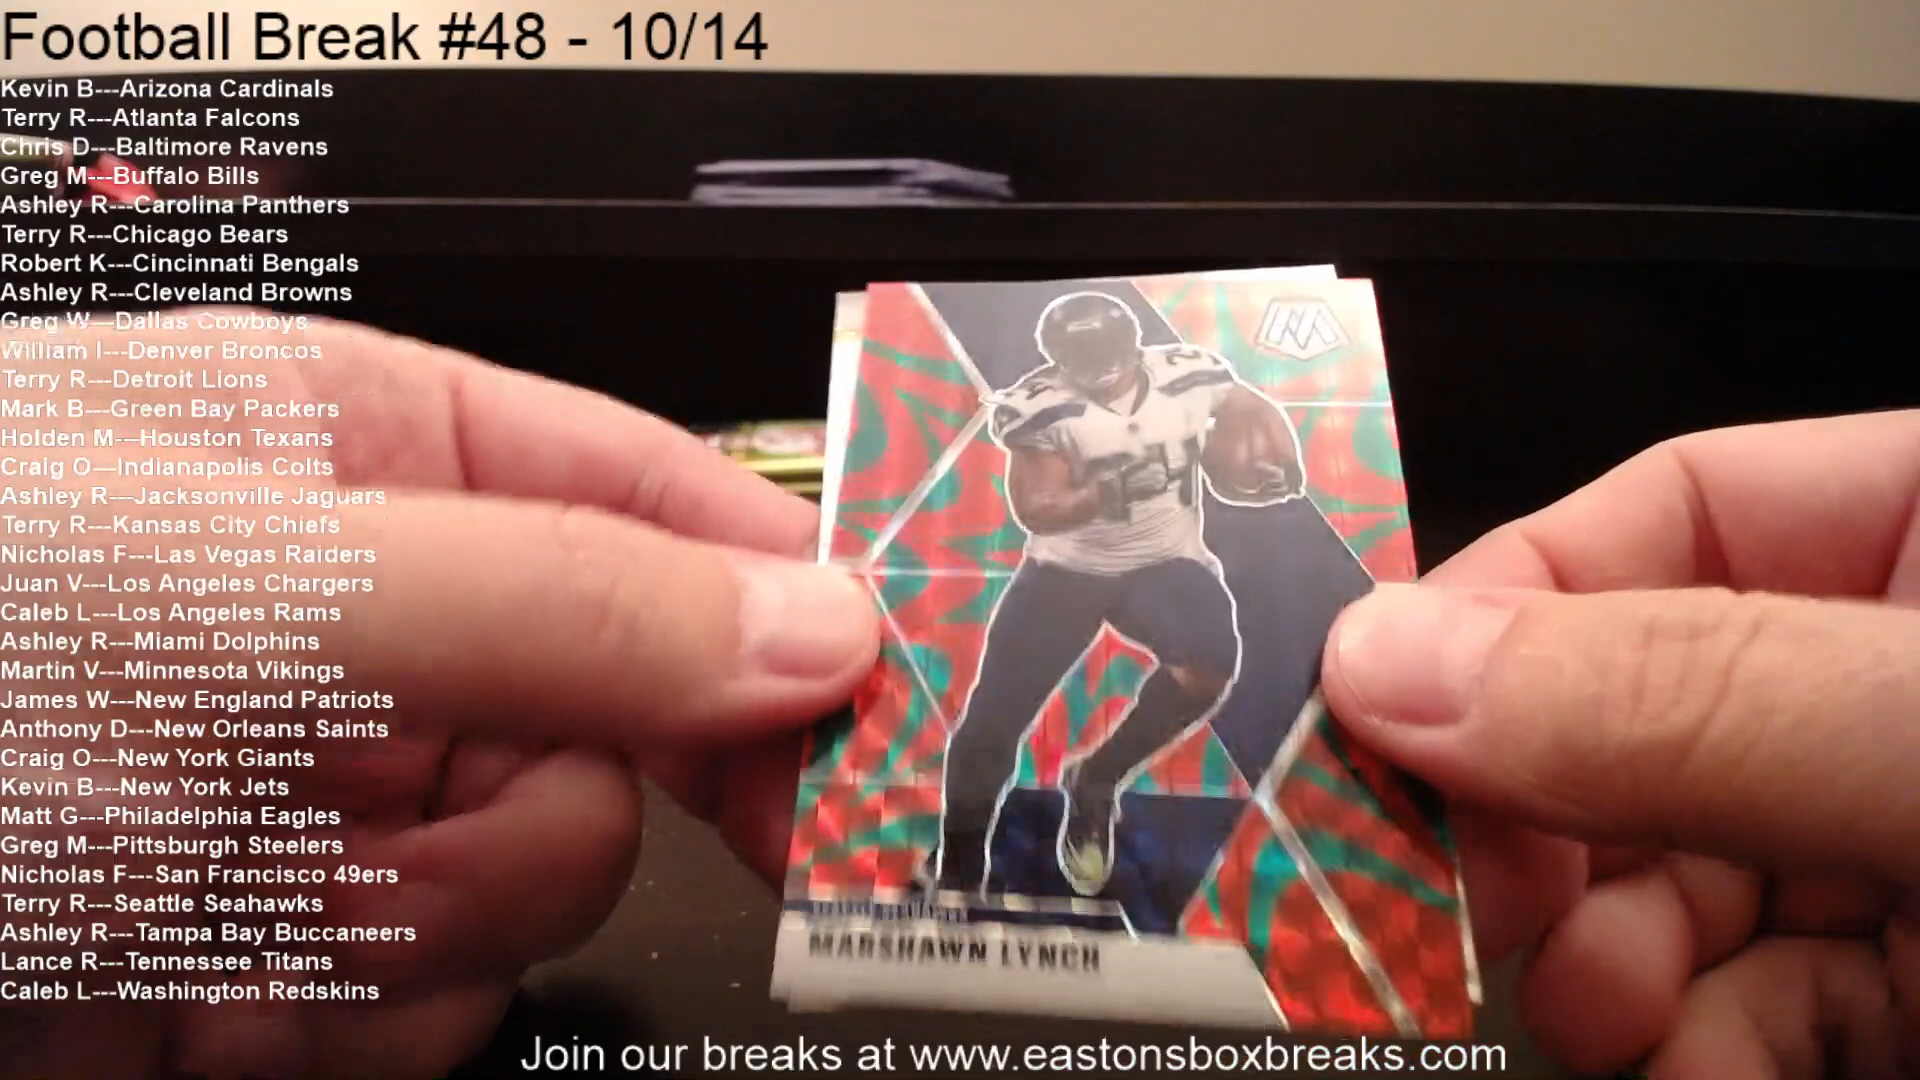 Football Break #48 - 10/14
Kevin B---Arizona Cardinals
Terry R---Atlanta Falcons
Chris D---Baltimore Ravens
Greg M---Buffalo Bills
Ashley R---Carolina Panthers
Terry R---Chicago Bears
Robert K---Cincinnati Bengals
Ashley R---Cleveland Browns
Greg W---Dallas Cowboys
William I---Denver Broncos
Terry R---Detroit Lions
Mark B---Green Bay Packers
Holden M---Houston Texans
Craig O---Indianapolis Colts
Ashley R---Jacksonville Jaguars
Terry R---Kansas City Chiefs
Nicholas F---Las Vegas Raiders
Juan V---Los Angeles Chargers
Caleb L---Los Angeles Rams
Ashley R---Miami Dolphins
Martin V---Minnesota Vikings
James W---New England Patriots
Anthony D---New Orleans Saints
Craig O---New York Giants
Kevin B---New York Jets
Matt G---Philadelphia Eagles
Greg M---Pittsburgh Steelers
Nicholas F---San Francisco 49ers
Terry R---Seattle Seahawks
Ashley R---Tampa Bay Buccaneers
Lance R---Tennessee Titans
Caleb L---Washington Redskins
M
24
MARSHAWN LYNCH
Join our breaks at www.eastonsboxbreaks.com